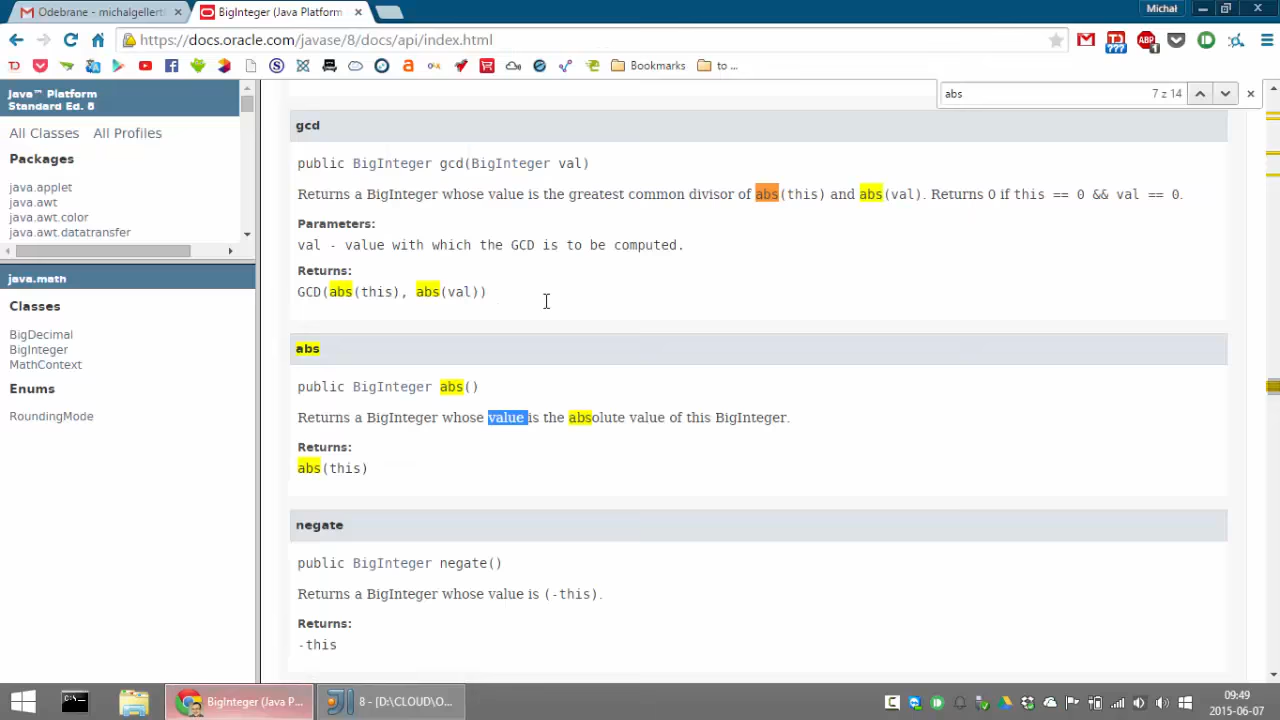 Odebrane - michalgellertl
BigInteger (Java Platform
Michał
https://docs.oracle.com/javase/8/docs/api/index.html
Bookmarks
to ...
Java™ Platform
Standard Ed. 8
All Classes All Profiles
Packages
java.applet
java.awt
java.awt.color
java.awt.datatransfer
java.math
Classes
BigDecimal
BigInteger
MathContext
Enums
RoundingMode
abs 7 z 14
gcd
public BigInteger gcd(BigInteger val)
Returns a BigInteger whose value is the greatest common divisor of abs(this) and abs(val). Returns 0 if this == 0 && val == 0.
Parameters:
val - value with which the GCD is to be computed.
Returns:
GCD(abs(this), abs(val))
abs
public BigInteger abs()
Returns a BigInteger whose value is the absolute value of this BigInteger.
Returns:
abs(this)
negate
public BigInteger negate()
Returns a BigInteger whose value is (-this).
Returns:
-this
BigInteger (Java P...
8 - [D:\CLOUD\O...
09:49
2015-06-07